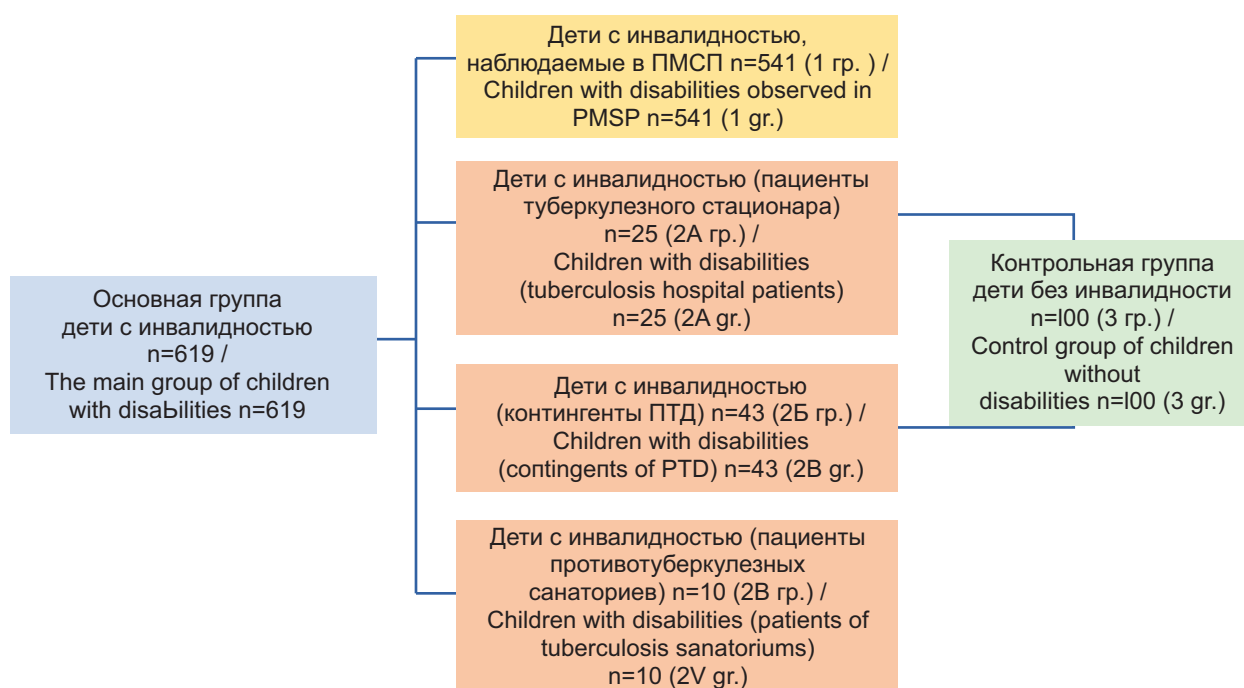 Дети с инвалидностью,
наблюдаемые в ПМСП n=541 (1 гр. ) /
Children with disabilities observed in
PMSP n=541 (1 gr.)
Дети с инвалидностью (пациенты
туберкулезного стационара)
n=25 (2А гр.) /
Children with disabilities
(tuberculosis hospital patients)
n=25 (2A gr.)
Основная группа
дети с инвалидностью
n=619 /
The main group of children
with disaЬilities n=619
Контрольная группа
дети без инвалидности
n=l00 (3 гр.) /
Control group of children
without
disabilities n=l00 (3 gr.)
Дети с инвалидностью
(контингенты ПТД) n=43 (2Б гр.) /
Children with disabilities
(coпtingeпts of PTD) n=43 (2B gr.)
Дети с инвалидностью (пациенты
противотуберкулезных
санаториев) n=10 (2В гр.) /
Children with disabilities (patients of
tuberculosis sanatoriums)
n=10 (2V gr.)